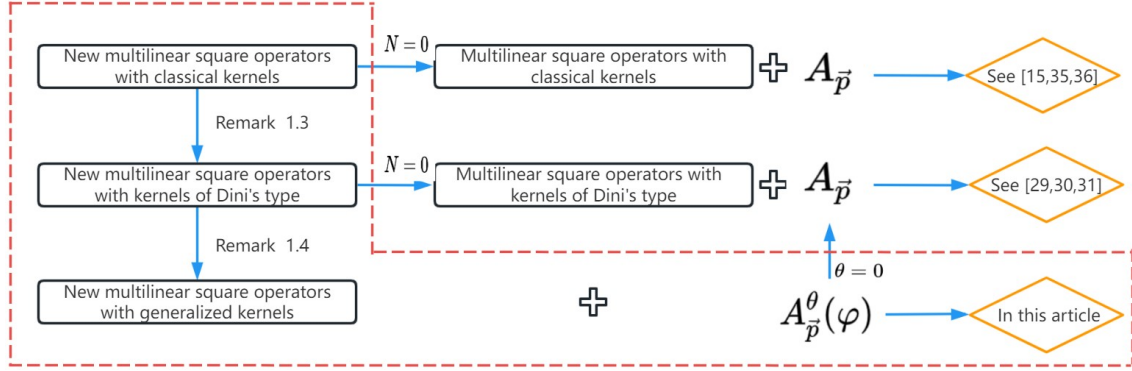 New multilinear square operators
with classical kernels
N = 0
Multilinear square operators with
classical kernels
A_{\vec{p}}
See [15,35,36]
Remark 1.3
New multilinear square operators
with kernels of Dini's type
N = 0
Multilinear square operators with
kernels of Dini's type
A_{\vec{p}}
See [29,30,31]
Remark 1.4
θ = 0
New multilinear square operators
with generalized kernels
A_{\vec{p}}^{θ}(φ)
In this article